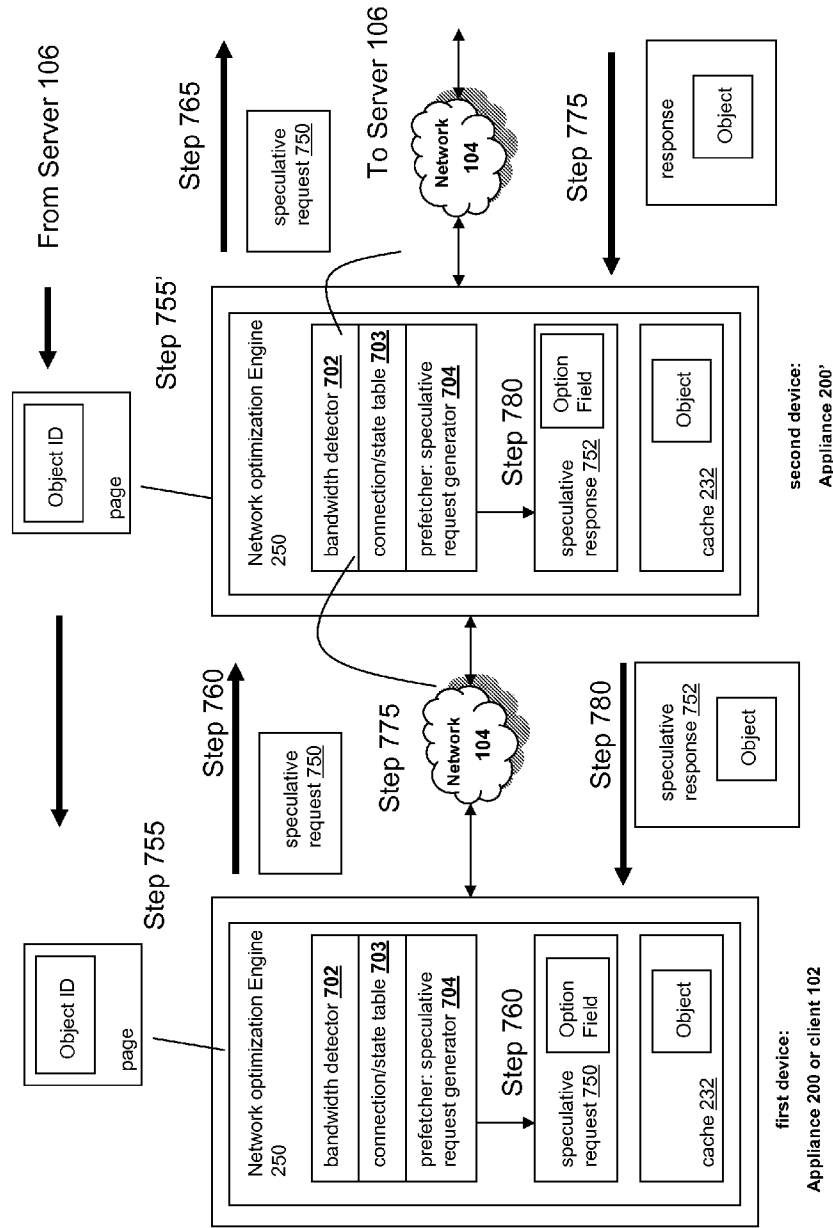 From Server 106
Object ID
page
Step 755
Object ID
page
Step 755'
Step 760
speculative
request 750
Step 765
speculative
request 750
Network optimization Engine
250
bandwidth detector 702
connection/state table 703
prefetcher: speculative
request generator 704
Step 760
speculative
request 750
Option
Field
cache 232
Object
first device:
Appliance 200 or client 102
Step 775
Network
104
Step 780
speculative
response 752
Object
Network optimization Engine
250
bandwidth detector 702
connection/state table 703
prefetcher: speculative
request generator 704
Step 780
speculative
response 752
Option
Field
cache 232
Object
second device:
Appliance 200'
To Server 106
Network
104
Step 775
response
Object